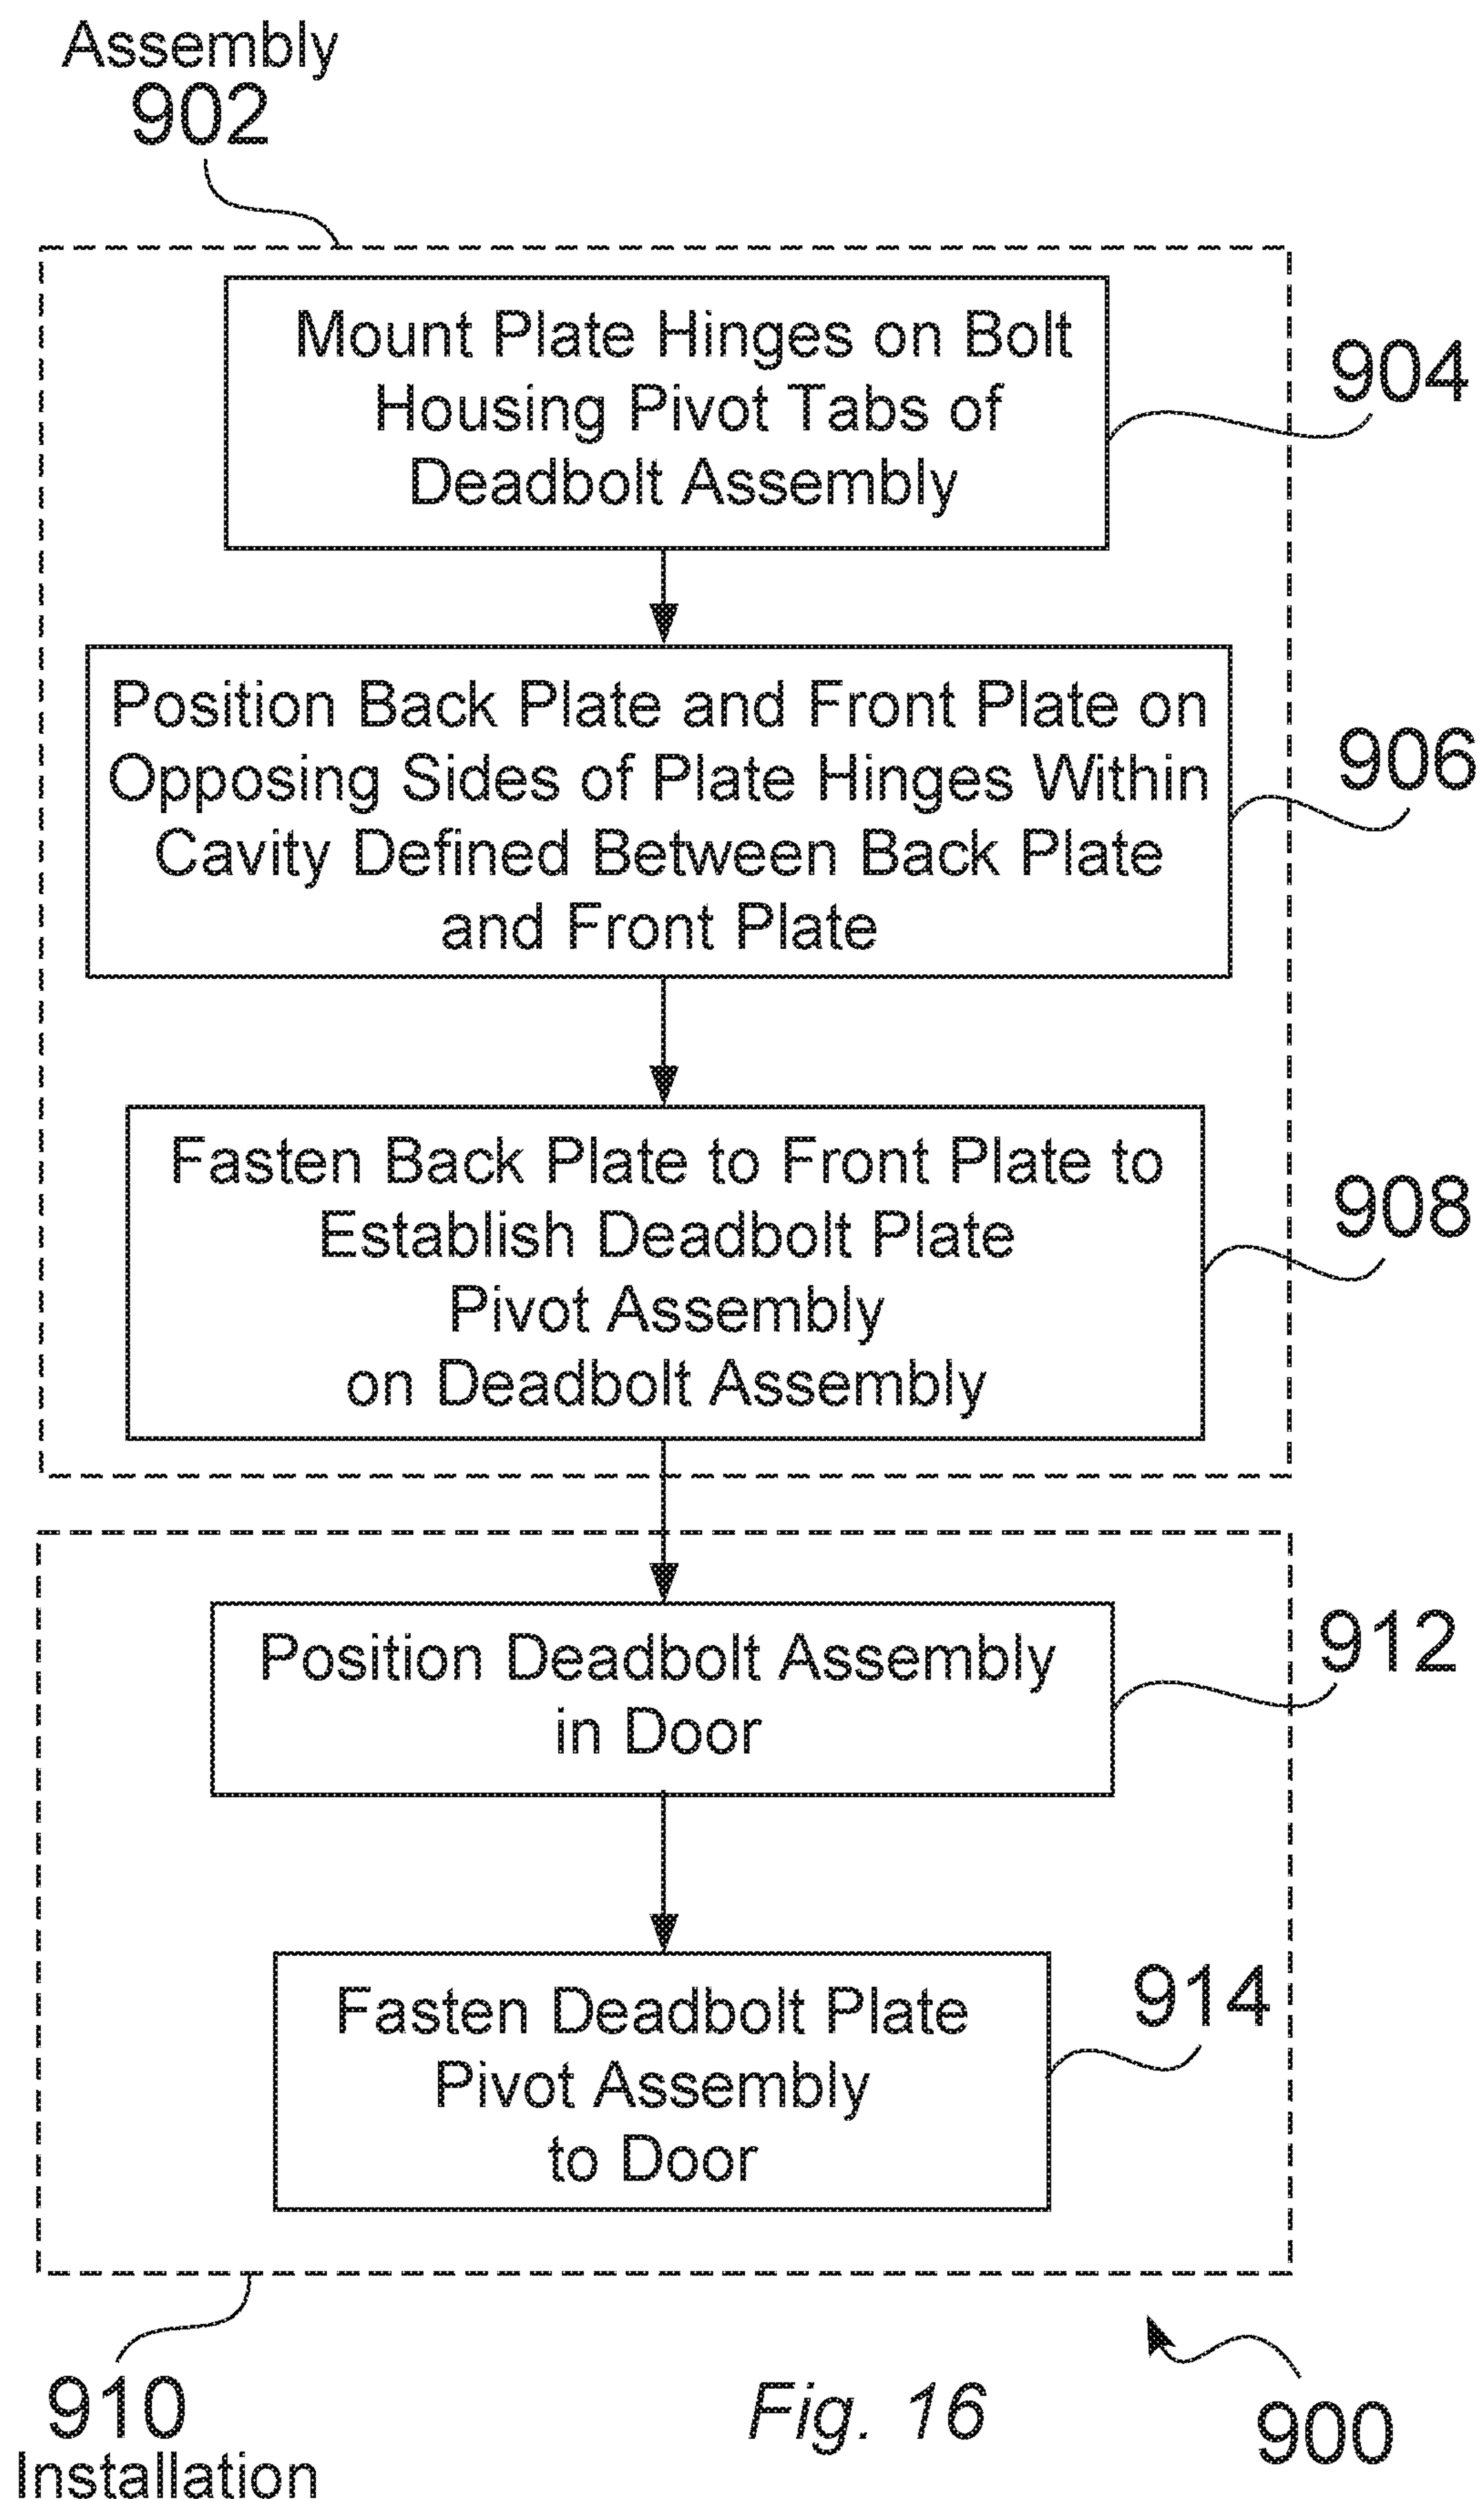 Assembly
902
Mount Plate Hinges on Bolt
Housing Pivot Tabs of
Deadbolt Assembly
904
Position Back Plate and Front Plate on
Opposing Sides of Plate Hinges Within
Cavity Defined Between Back Plate
and Front Plate
906
Fasten Back Plate to Front Plate to
Establish Deadbolt Plate
Pivot Assembly
on Deadbolt Assembly
908
Position Deadbolt Assembly
in Door
912
Fasten Deadbolt Plate
Pivot Assembly
to Door
914
910
Installation
Fig. 16
900